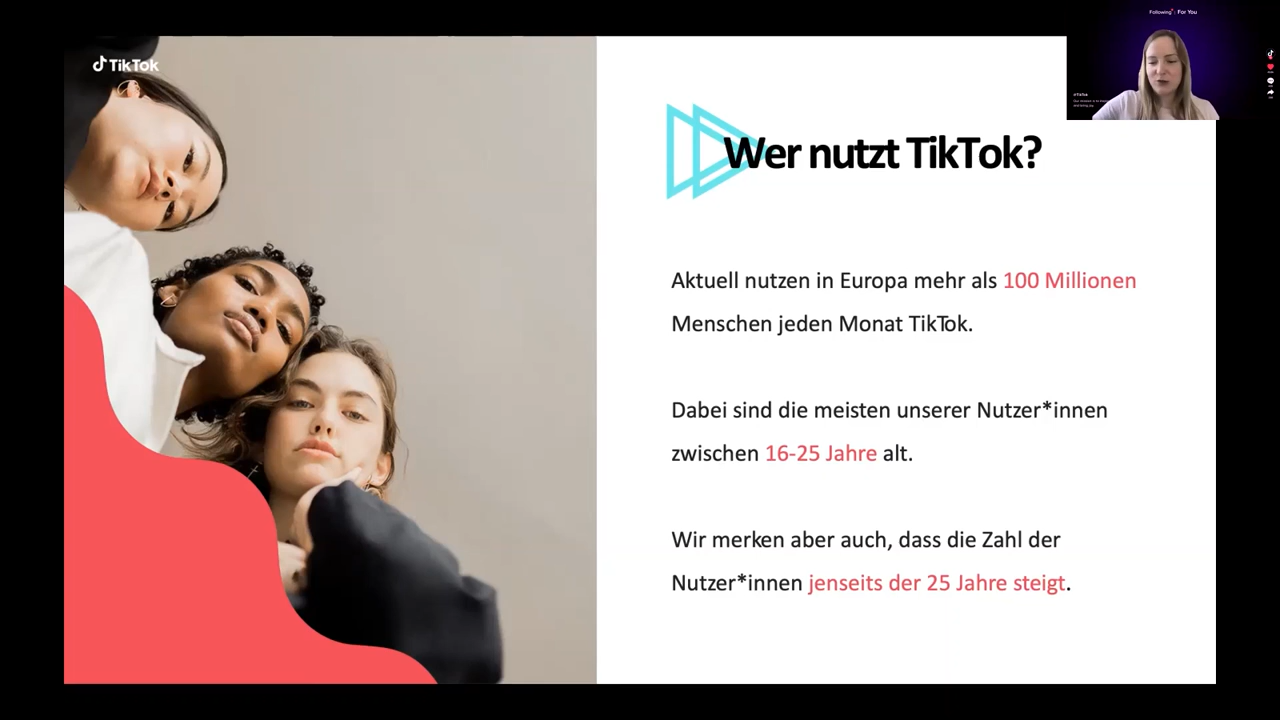 TikTok
Following
For You
Wer nutzt TikTok?
Aktuell nutzen in Europa mehr als 100 Millionen
Menschen jeden Monat TikTok.
Dabei sind die meisten unserer Nutzer*innen
zwischen 16-25 Jahre alt.
Wir merken aber auch, dass die Zahl der
Nutzer*innen jenseits der 25 Jahre steigt.